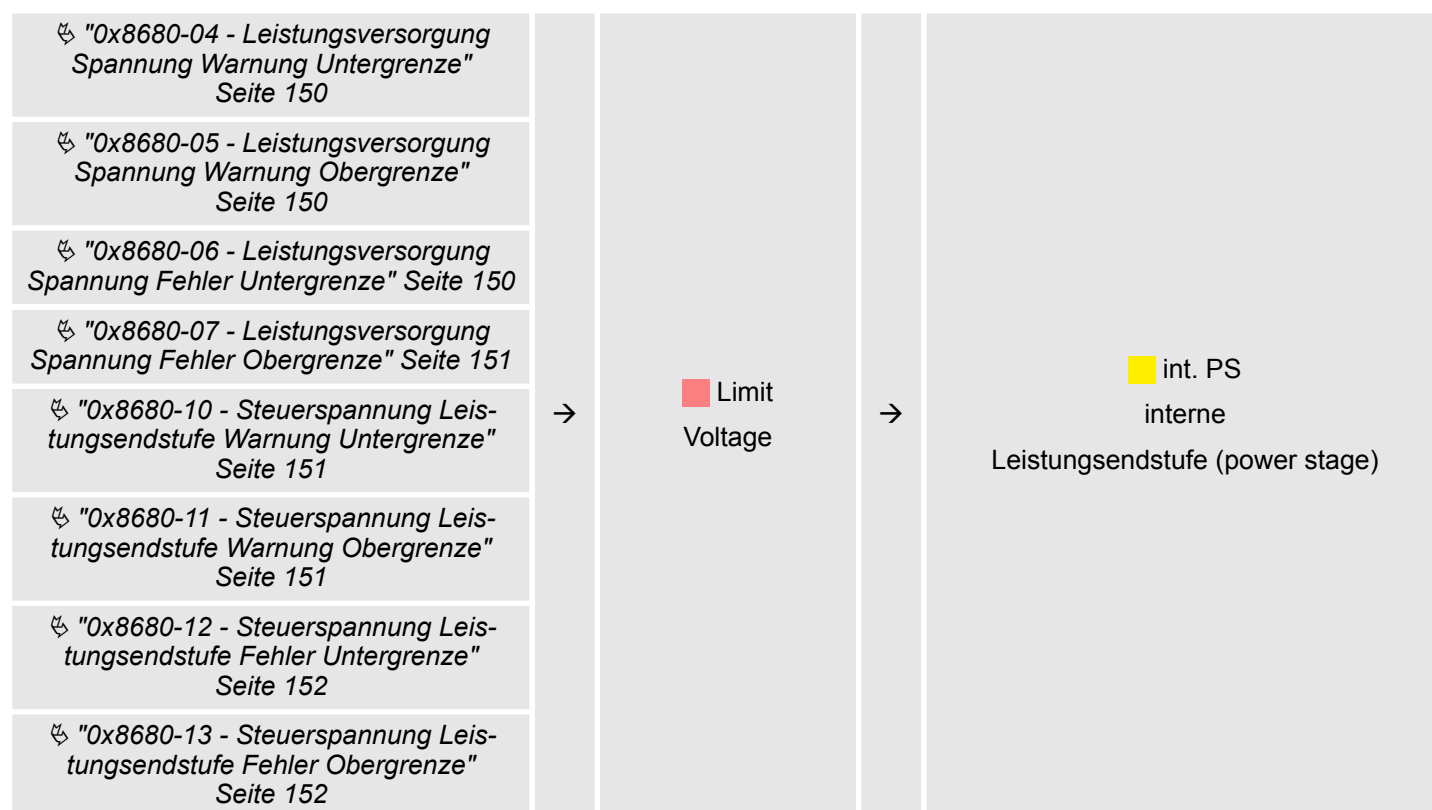 "0x8680-04 - Leistungsversorgung
Spannung Warnung Untergrenze"
Seite 150
"0x8680-05 - Leistungsversorgung
Spannung Warnung Obergrenze"
Seite 150
"0x8680-06 - Leistungsversorgung
Spannung Fehler Untergrenze" Seite 150
"0x8680-07 - Leistungsversorgung
Spannung Fehler Obergrenze" Seite 151
"0x8680-10 - Steuerspannung Leis-
tungsendstufe Warnung Untergrenze"
Seite 151
"0x8680-11 - Steuerspannung Leis-
tungsendstufe Warnung Obergrenze"
Seite 151
"0x8680-12 - Steuerspannung Leis-
tungsendstufe Fehler Untergrenze"
Seite 152
"0x8680-13 - Steuerspannung Leis-
tungsendstufe Fehler Obergrenze"
Seite 152
→
Limit
Voltage
→
int. PS
interne
Leistungsendstufe (power stage)